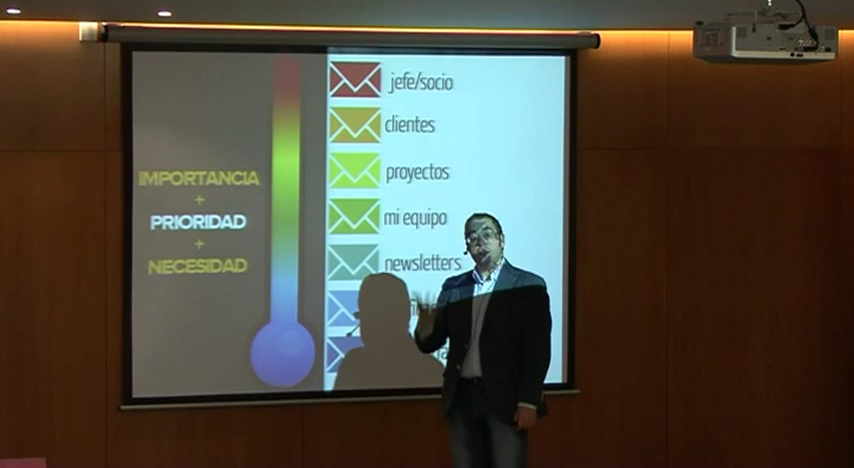 IMPORTANCIA
+
PRIORIDAD
+
NECESIDAD
jefe/socio
clientes
proyectos
mi equipo
newsletters